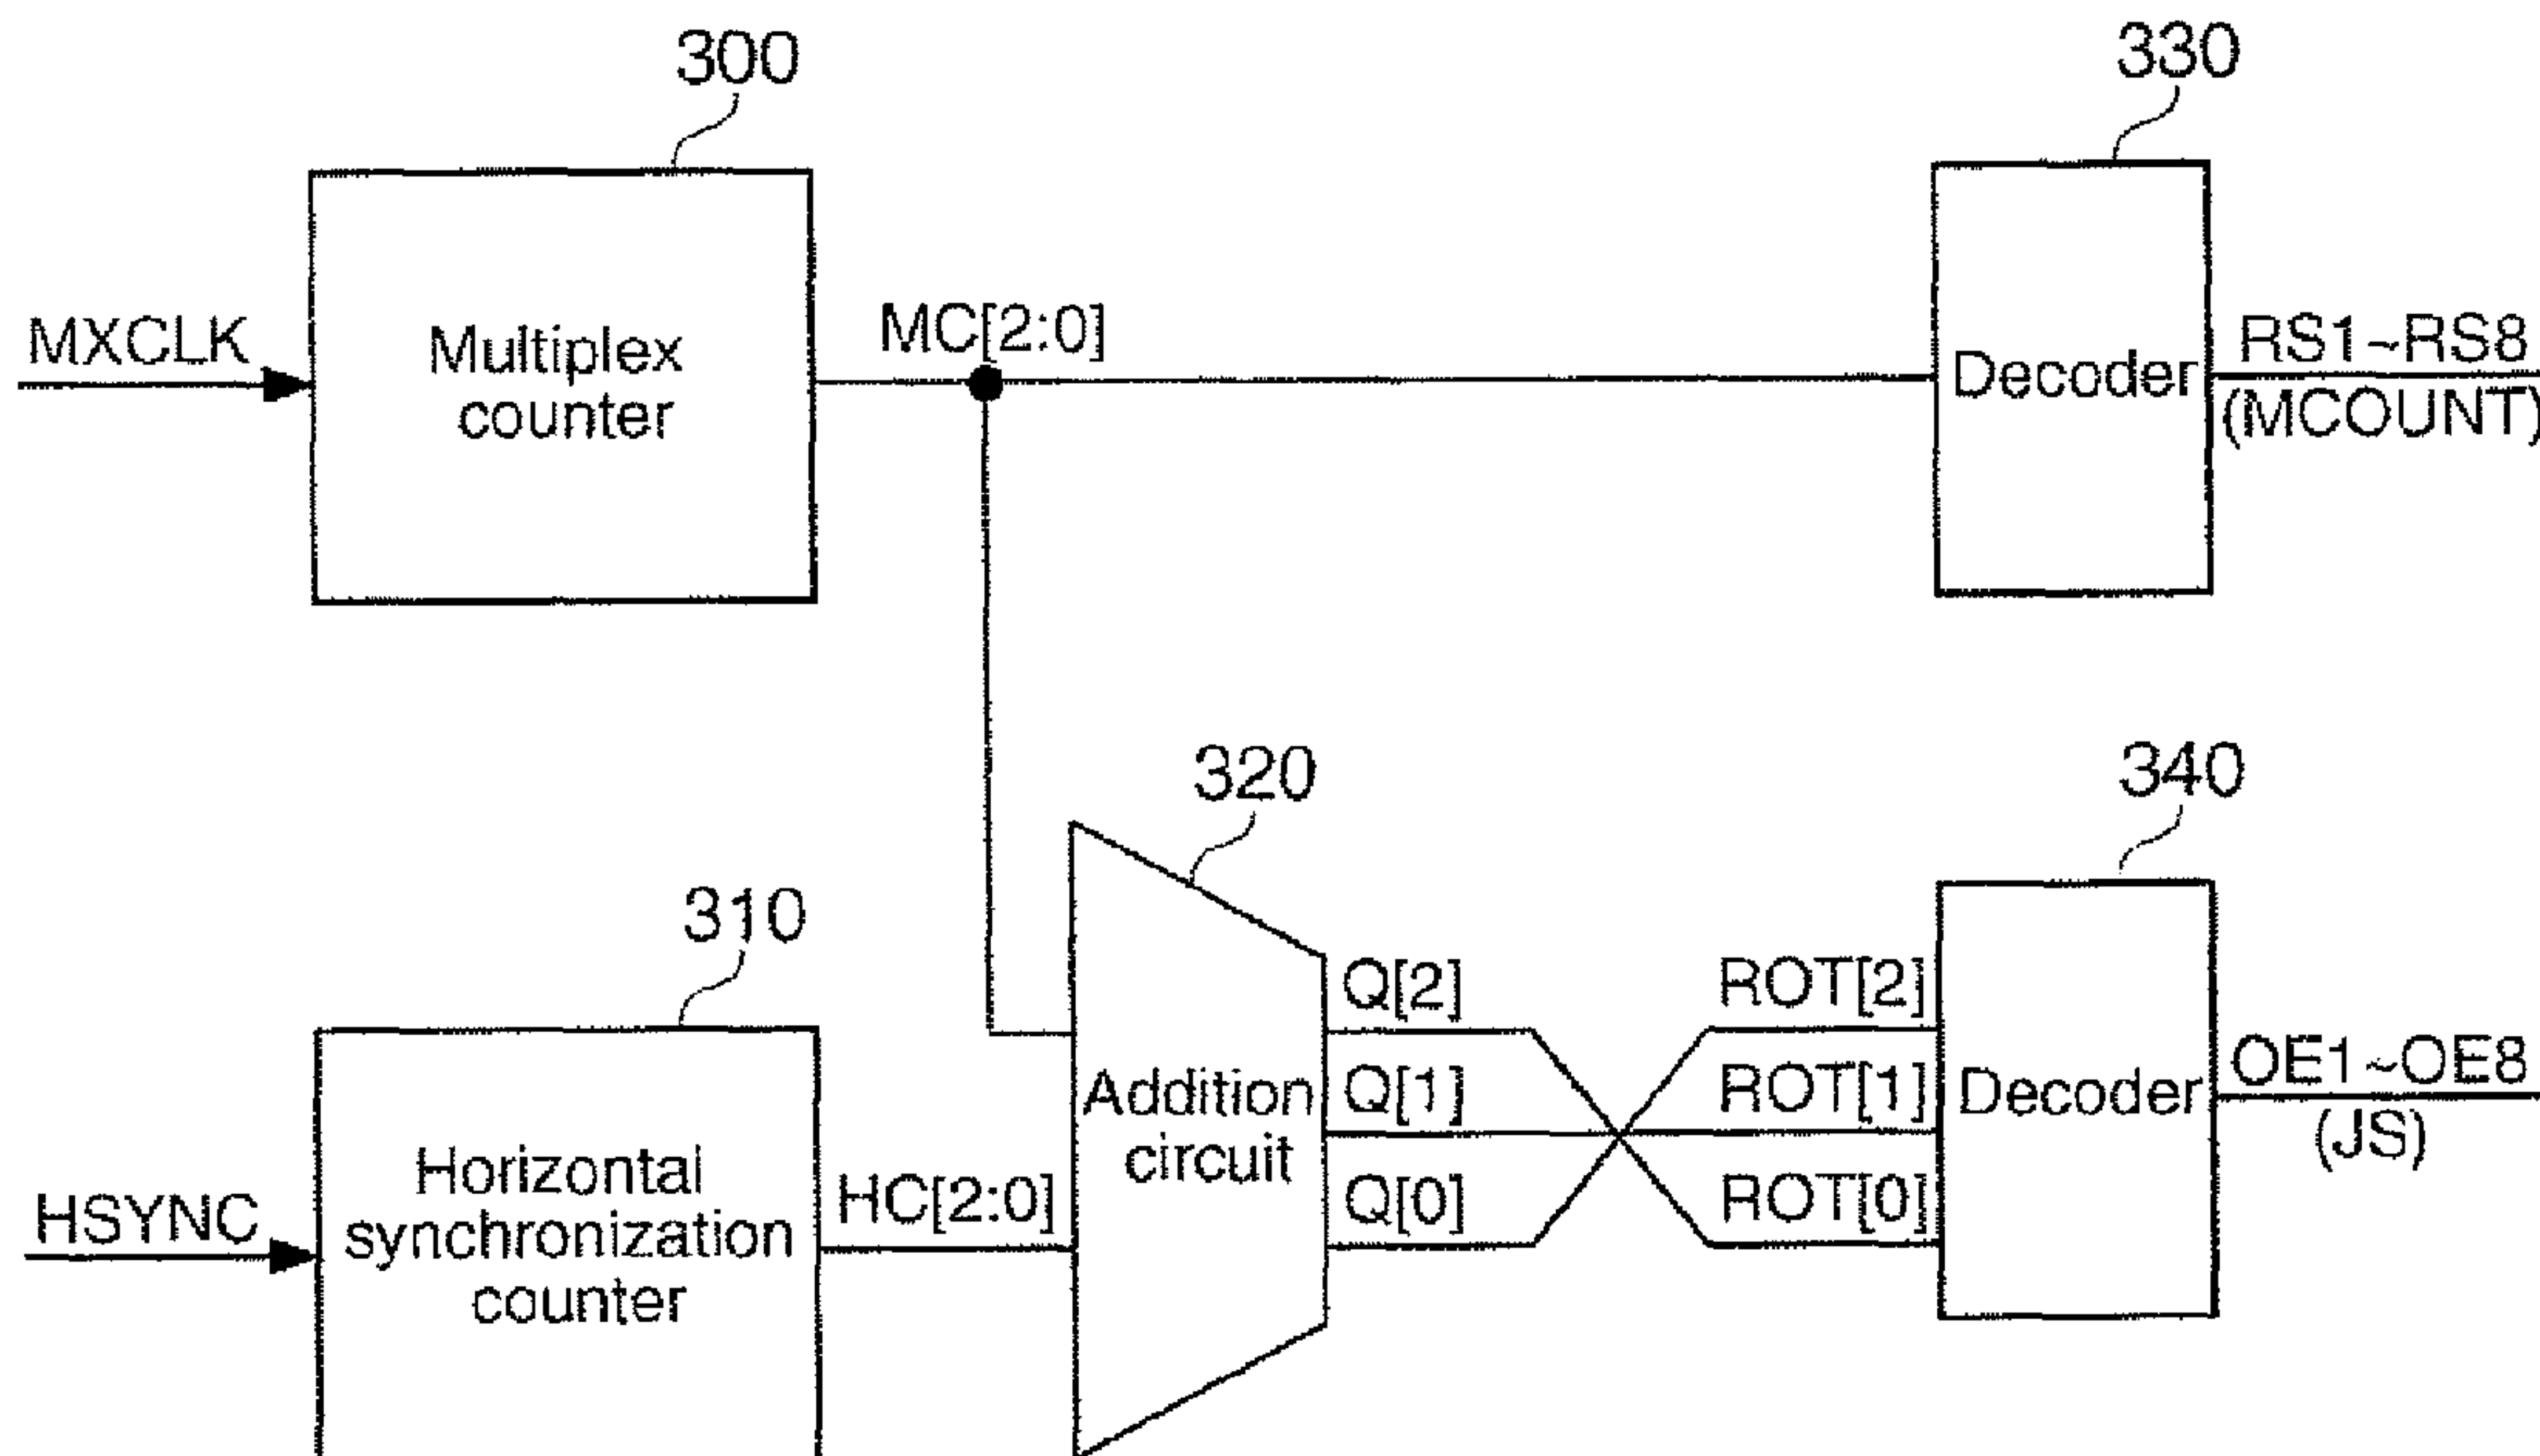 300
330
MXCLK
Multiplex
counter
MC[2:0]
Decoder
RS1~RS8
(MCOUNT)
320
340
310
HSYNC
Horizontal
synchronization
counter
HC[2:0]
Addition
circuit
Q[2]
Q[1]
Q[0]
ROT[2]
ROT[1]
ROT[0]
Decoder
OE1~OE8
(JS)